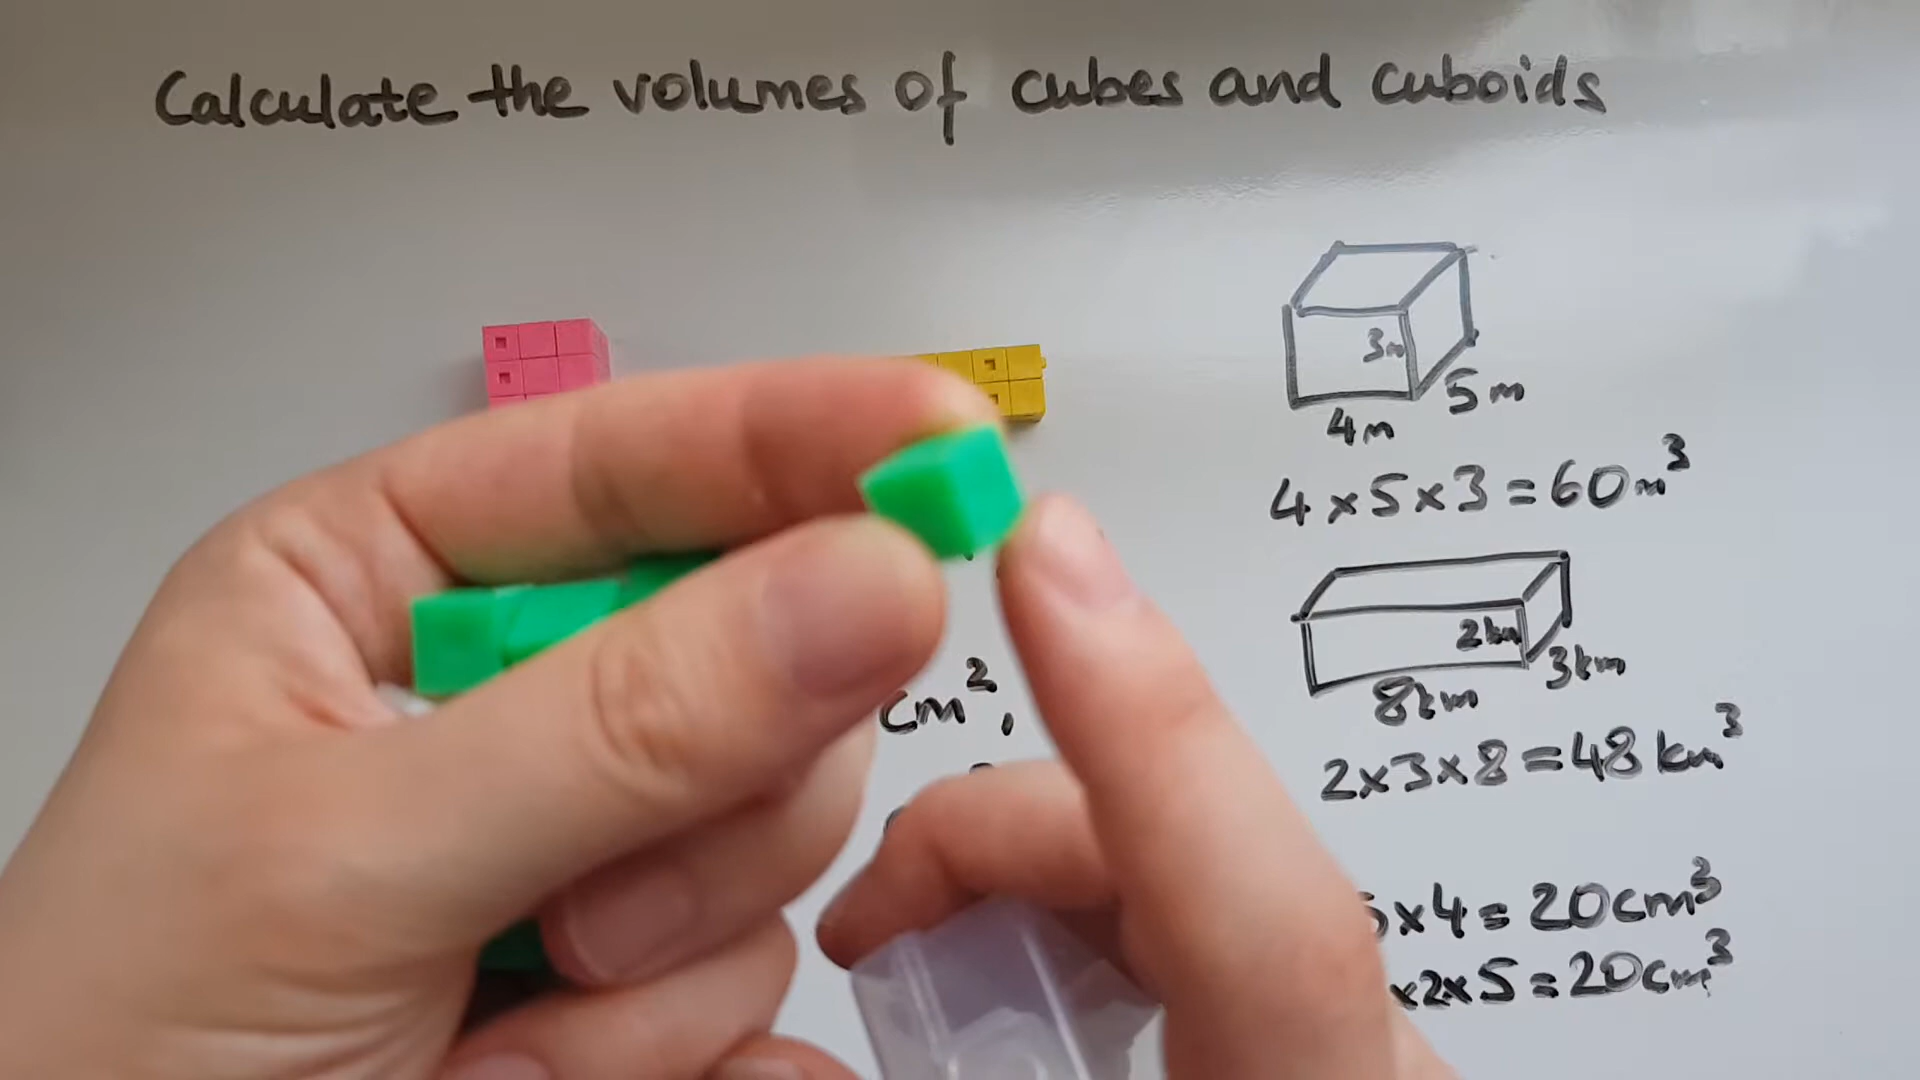 Calculate the volumes of cubes and cuboids
3m
5m
4m
4 x 5 x 3 = 60m³
2km
3km
8km
2x3x8 = 48 km³
cm²,
x4 = 20cm³
x2x5 = 20cm³